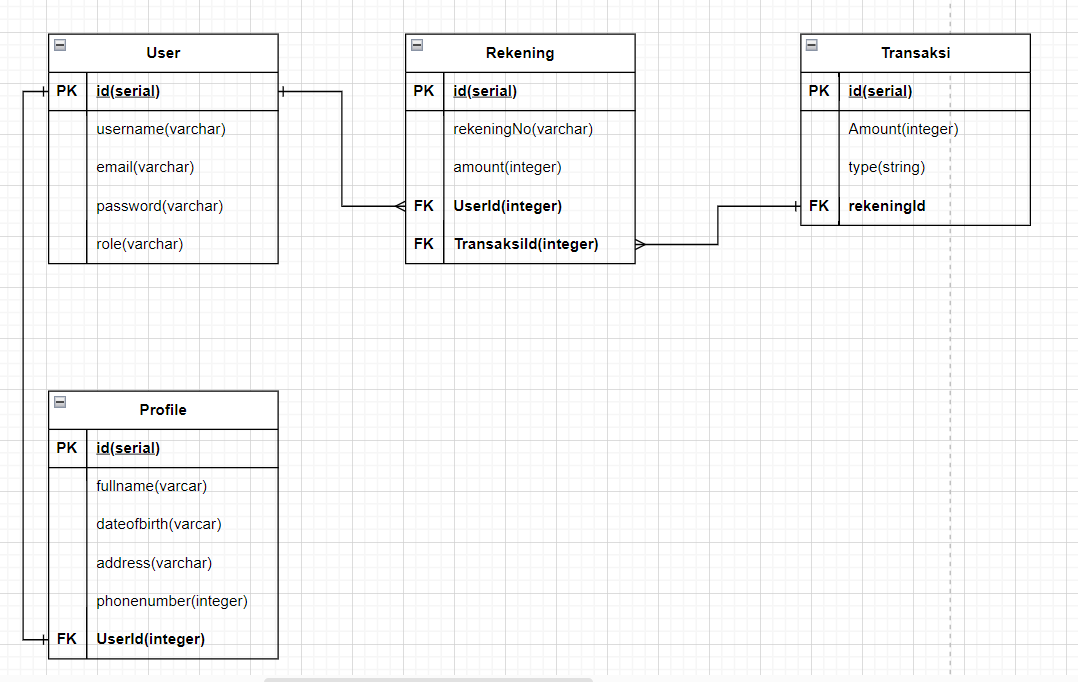 User
PK id(serial)
username(varchar)
email(varchar)
password(varchar)
role(varchar)
Rekening
PK id(serial)
rekeningNo(varchar)
amount(integer)
FK UserId(integer)
FK TransaksiId(integer)
Transaksi
PK id(serial)
Amount(integer)
type(string)
FK rekeningId
Profile
PK id(serial)
fullname(varcar)
dateofbirth(varcar)
address(varchar)
phonenumber(integer)
FK UserId(integer)